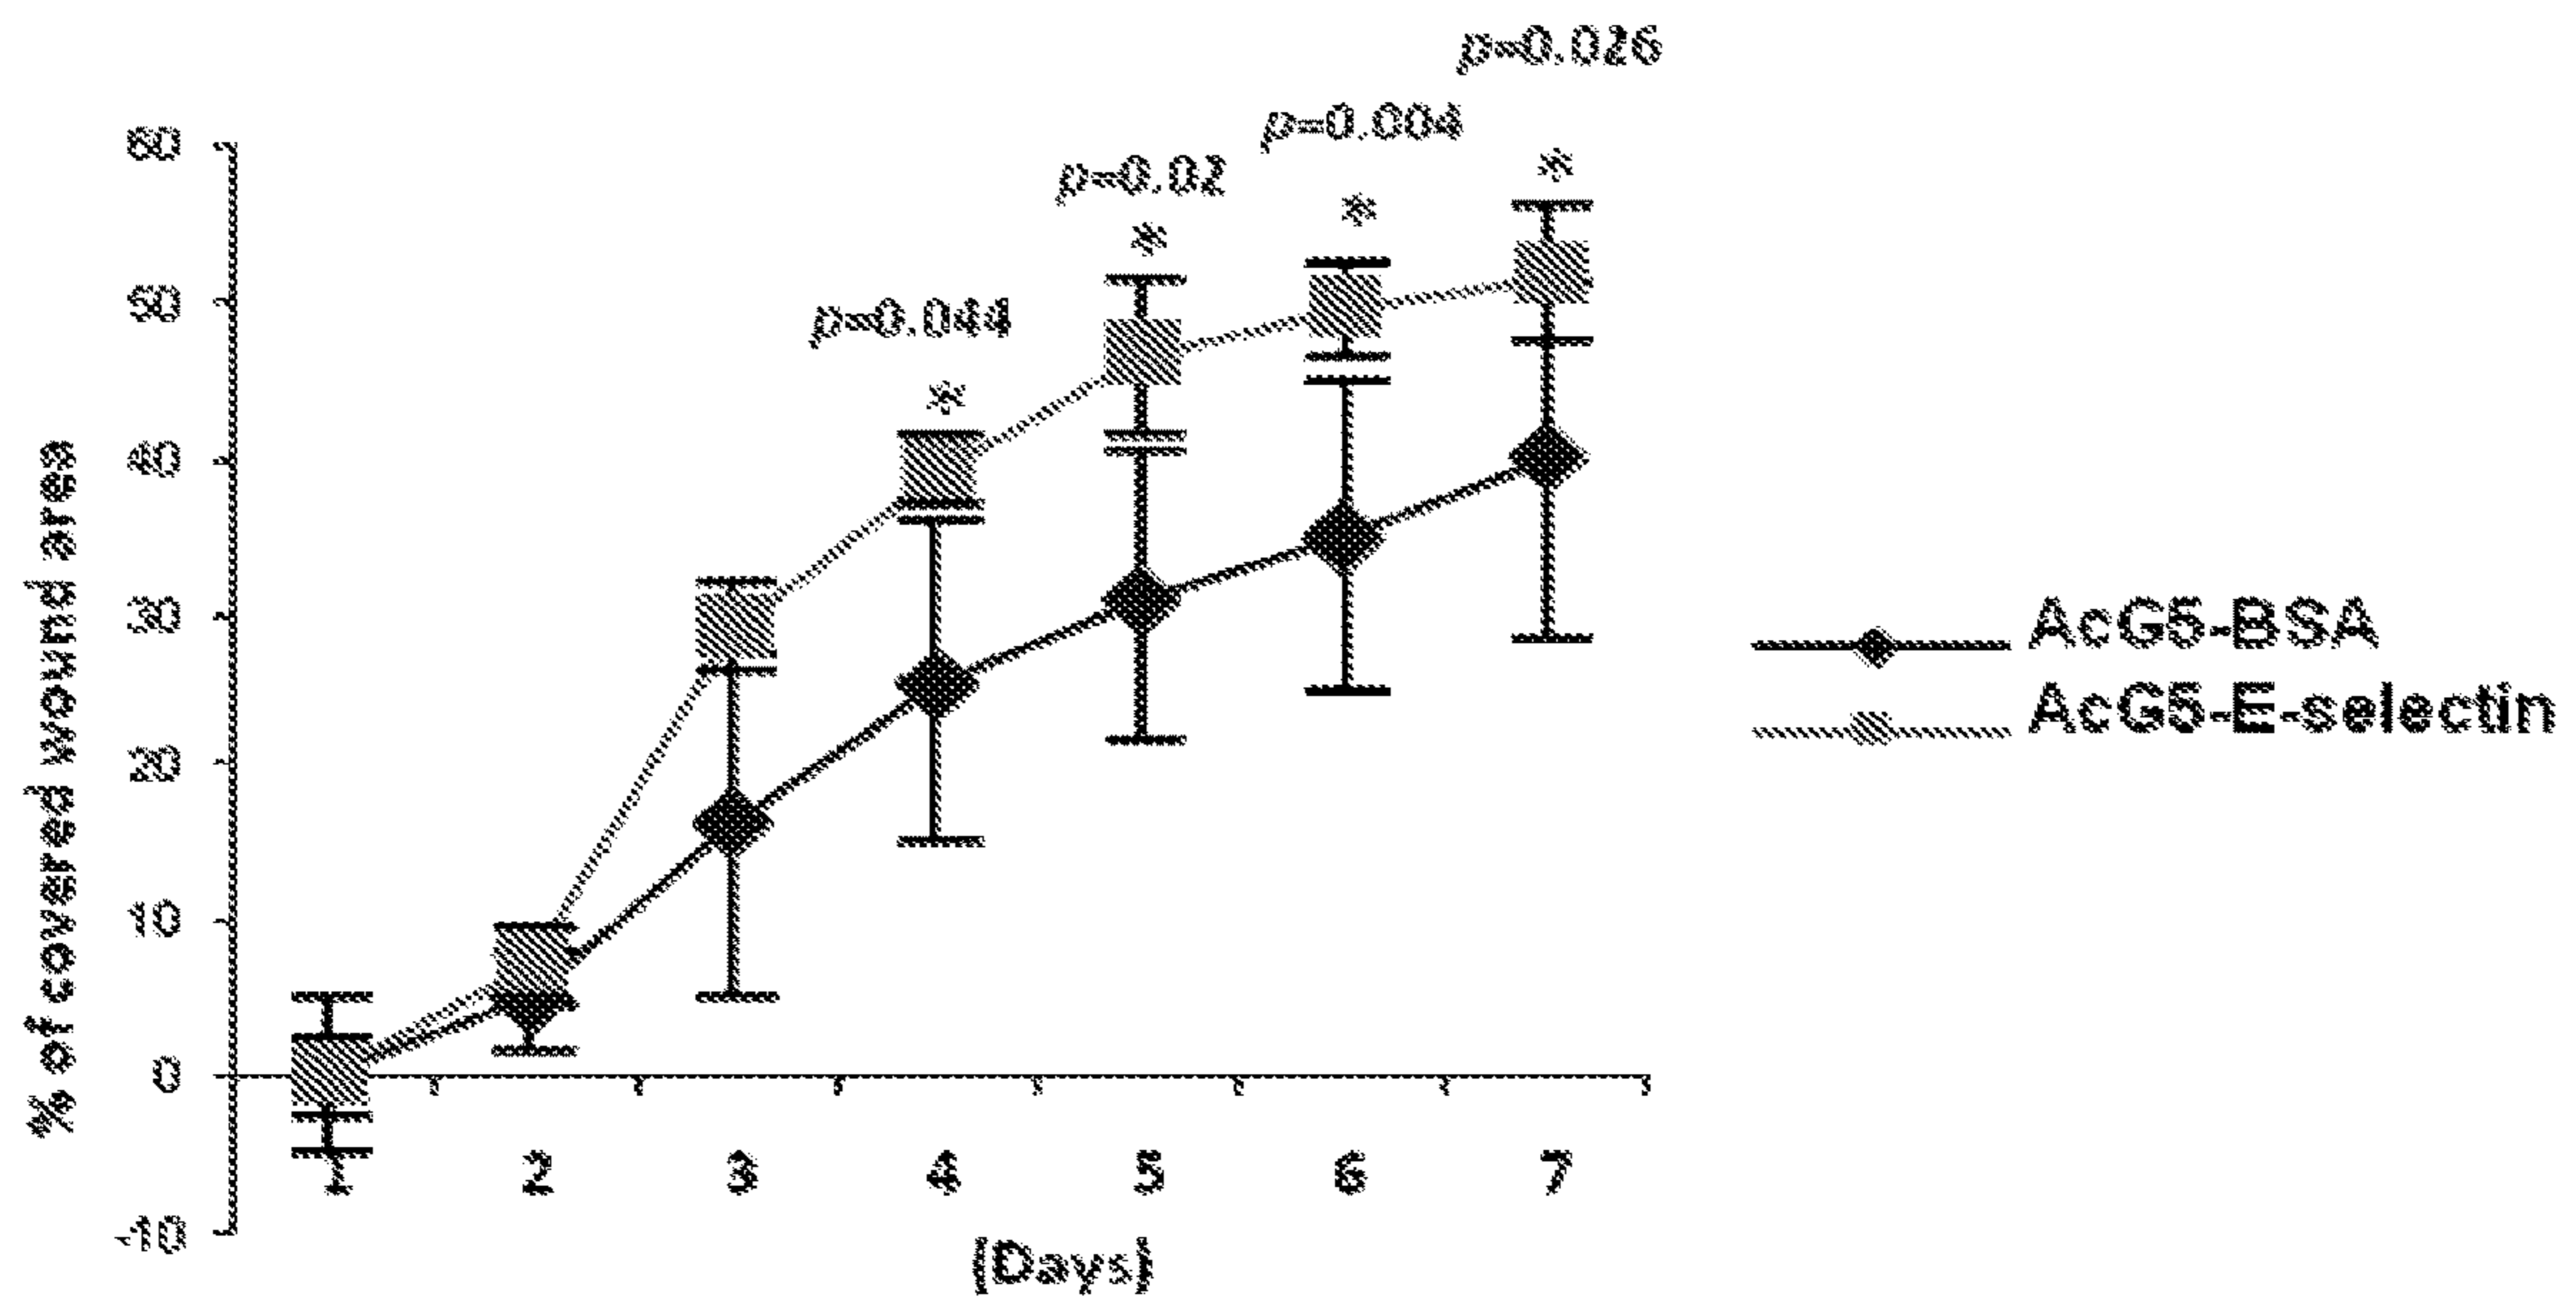 p=0.026
p=0.004
p=0.02
p=0.044
60
50
40
30
20
10
0
-10
% of covered wound area
1 2 3 4 5 6 7
(Days)
AcG5-BSA
AcG5-E-selectin
*
*
*
*